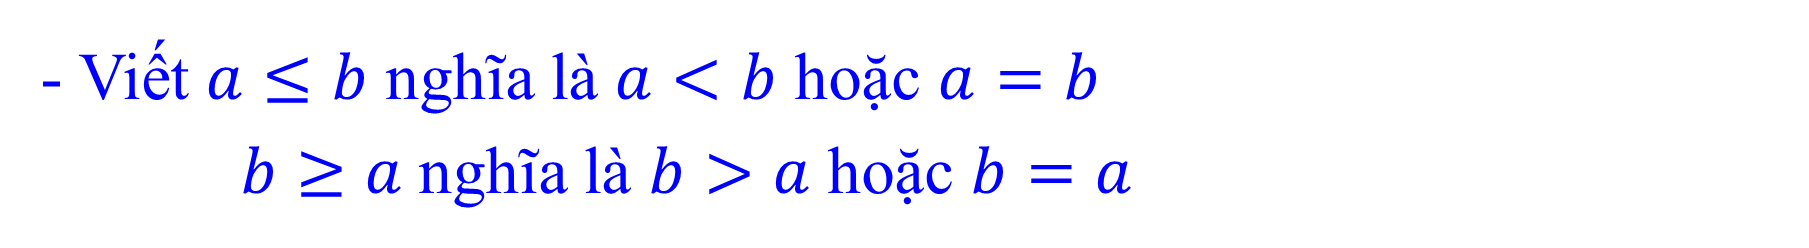 - Viết a ≤ b nghĩa là a < b hoặc a = b
b ≥ a nghĩa là b > a hoặc b = a